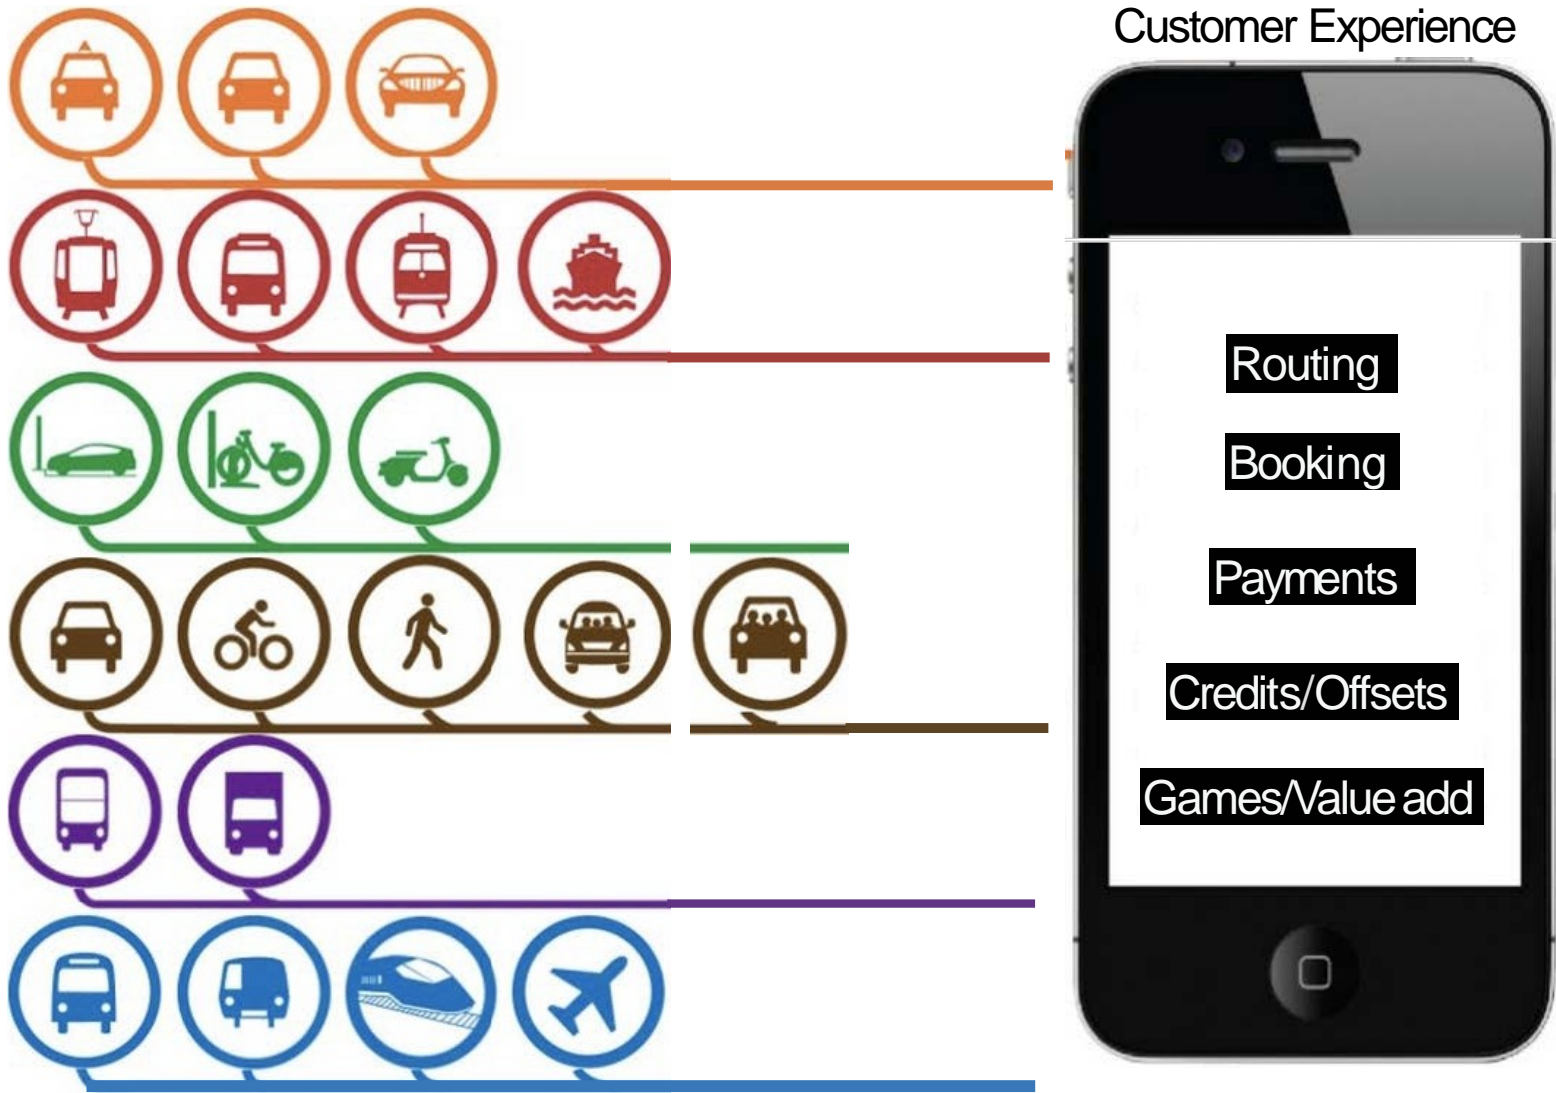 Customer Experience
Routing
Booking
Payments
Credits/Offsets
Games/Value add